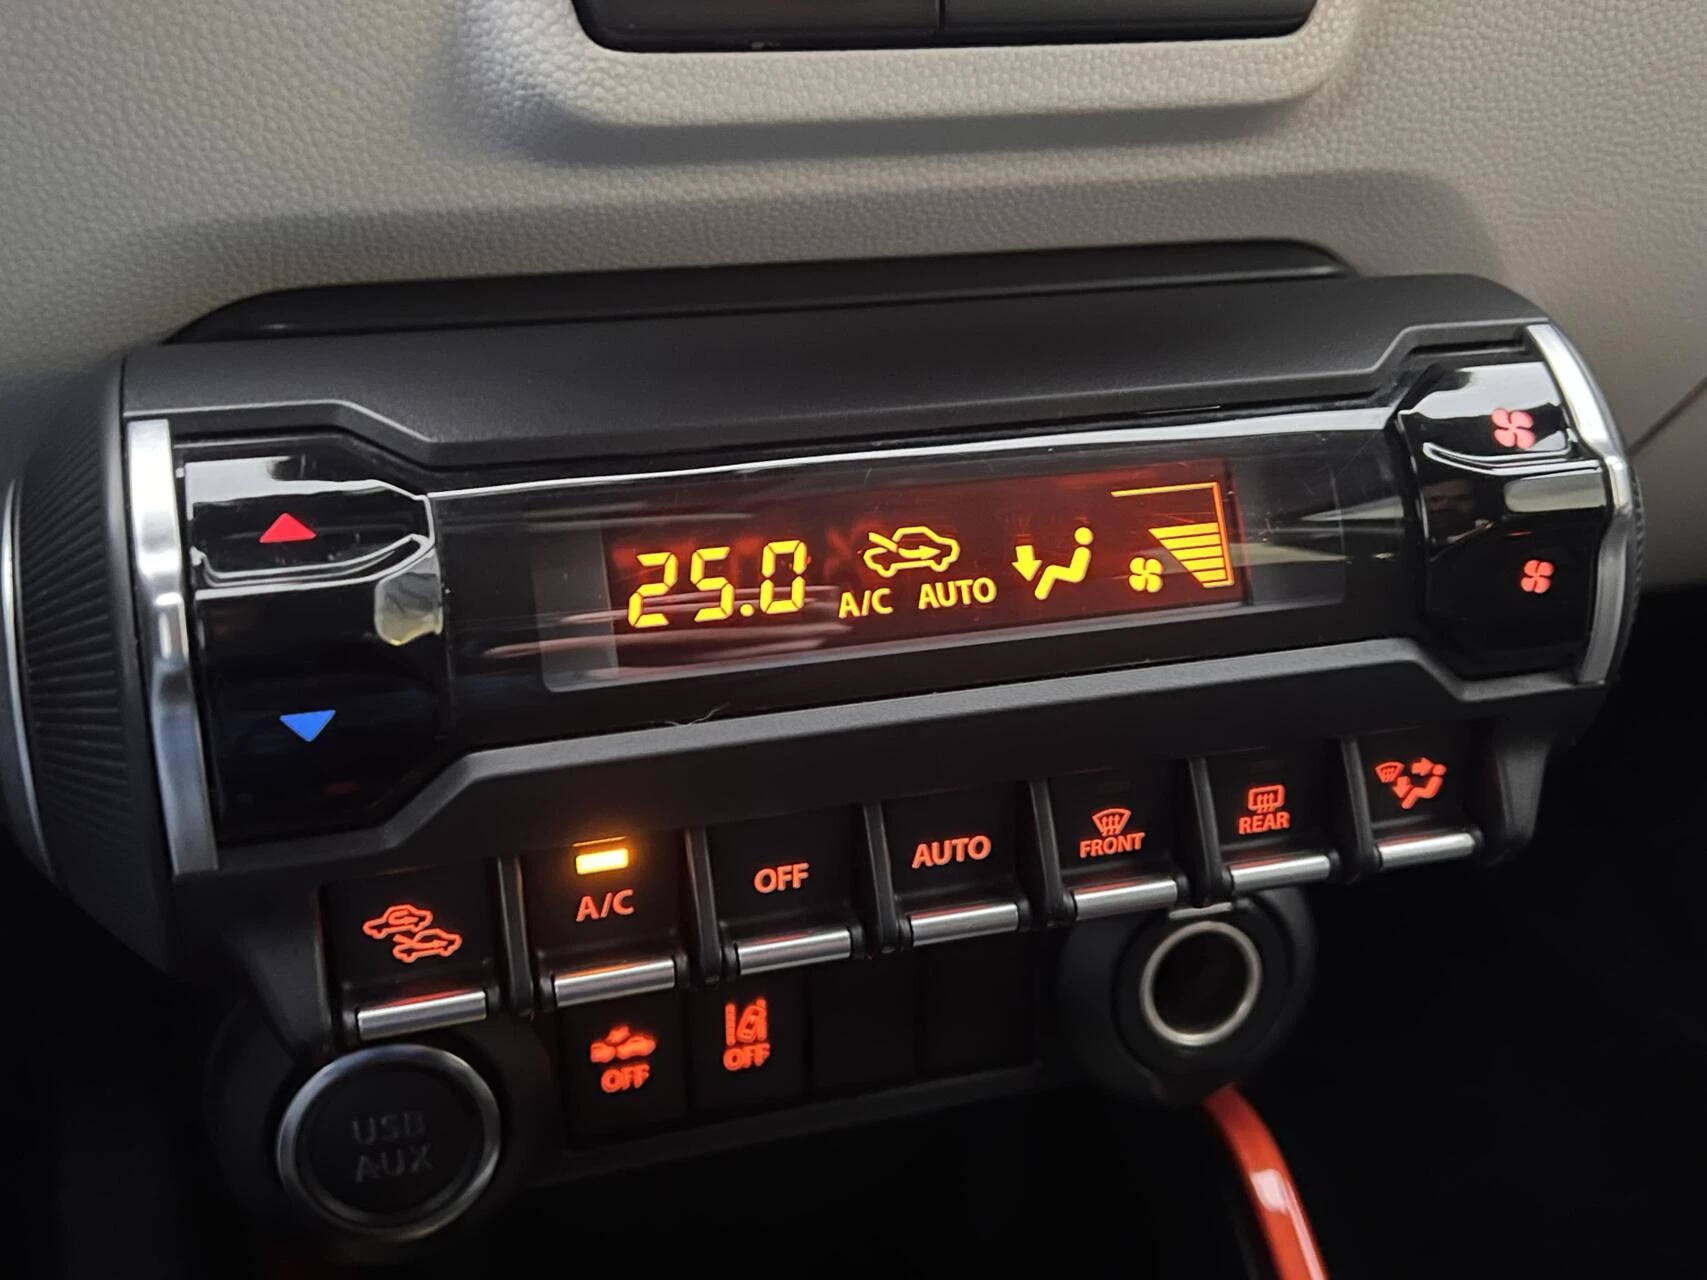 25.0
A/C AUTO
A/C
OFF
AUTO
FRONT
REAR
OFF
OFF
USB
AUX